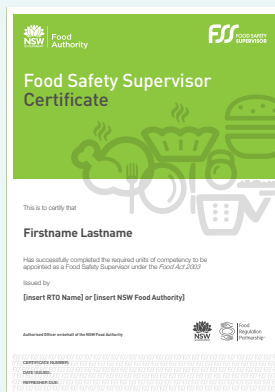 NSW
GOVERNMENT
Food
Authority
FSS
FOOD SAFETY
SUPERVISOR
Food Safety Supervisor
Certificate
This is to certify that
Firstname Lastname
Has successfully completed the required units of competency to be
appointed as a Food Safety Supervisor under the Food Act 2003
Issued by
[insert RTO Name] or [insert NSW Food Authority]
Authorised Officer on behalf of the NSW Food Authority
NSW
GOVERNMENT
Food
Regulation
Partnership
CERTIFICATE NUMBER:
DATE ISSUED:
REFRESHER DUE: